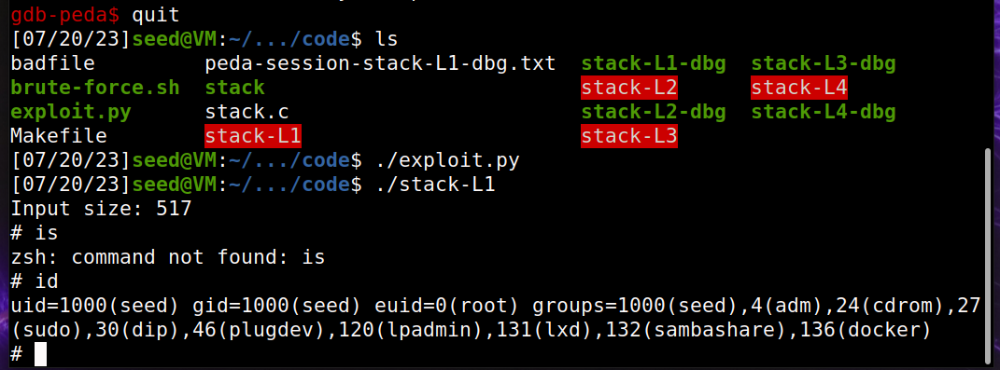 gdb-peda$ quit
[07/20/23]seed@VM:~/.../code$ ls
badfile         peda-session-stack-L1-dbg.txt  stack-L1-dbg  stack-L3-dbg
brute-force.sh  stack                          stack-L2      stack-L4
exploit.py      stack.c                        stack-L2-dbg  stack-L4-dbg
Makefile        stack-L1                       stack-L3
[07/20/23]seed@VM:~/.../code$ ./exploit.py
[07/20/23]seed@VM:~/.../code$ ./stack-L1
Input size: 517
# is
zsh: command not found: is
# id
uid=1000(seed) gid=1000(seed) euid=0(root) groups=1000(seed),4(adm),24(cdrom),27
(sudo),30(dip),46(plugdev),120(lpadmin),131(lxd),132(sambashare),136(docker)
#